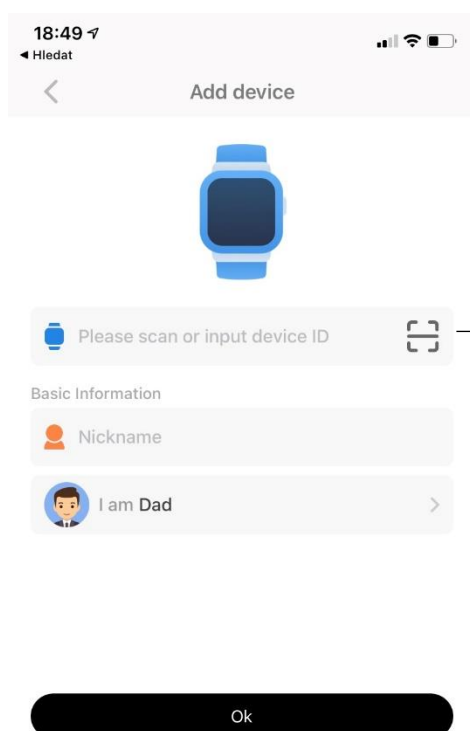 18:49
◄ Hledat
Add device
Please scan or input device ID
Basic Information
Nickname
I am Dad
Ok